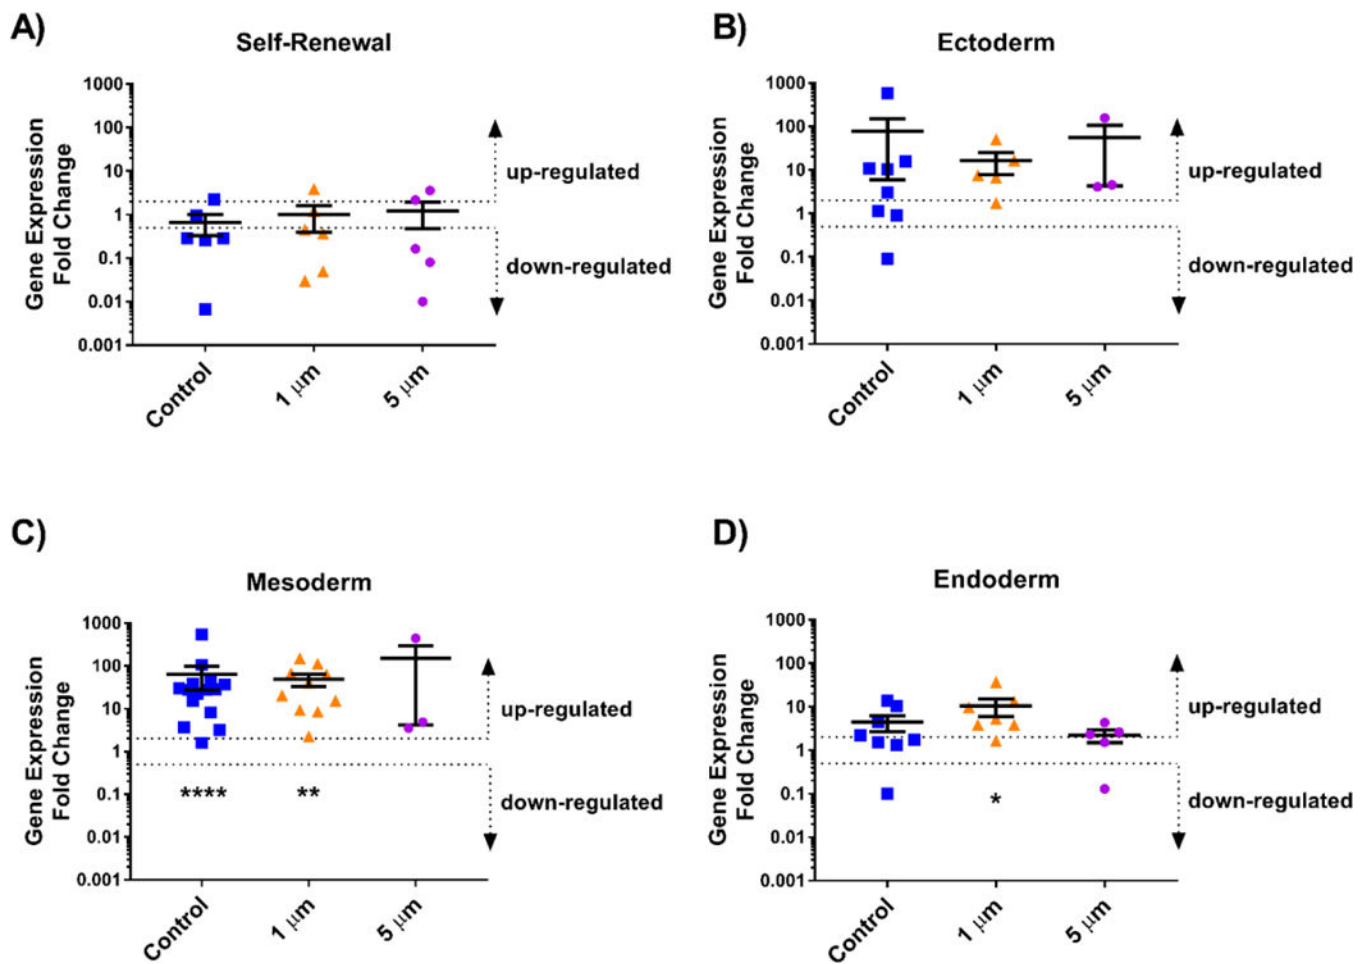 A)
Self-Renewal
Gene Expression
Fold Change
1000
100
10
1
0.1
0.01
0.001
up-regulated
down-regulated
Control
1 μm
5 μm
B)
Ectoderm
Gene Expression
Fold Change
1000
100
10
1
0.1
0.01
0.001
up-regulated
down-regulated
Control
1 μm
5 μm
C)
Mesoderm
Gene Expression
Fold Change
1000
100
10
1
0.1
0.01
0.001
up-regulated
down-regulated
****
**
Control
1 μm
5 μm
D)
Endoderm
Gene Expression
Fold Change
1000
100
10
1
0.1
0.01
0.001
up-regulated
down-regulated
*
Control
1 μm
5 μm